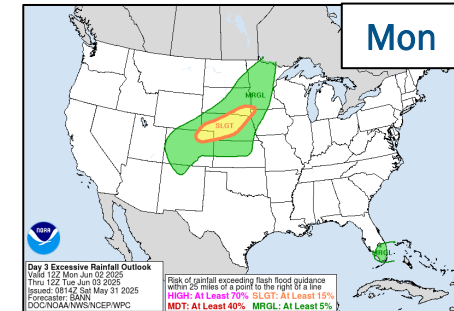 Mon
MRGL
SLGT
MRGL
NOAA
Day 3 Excessive Rainfall Outlook
Valid 12Z Mon Jun 02 2025
Thru 12Z Tue Jun 03 2025
Issued: 0814Z Sat May 31 2025
Forecaster: BANN
DOC/NOAA/NWS/NCEP/WPC
Risk of rainfall exceeding flash flood guidance
within 25 miles of a point to the right of a line
HIGH: At Least 70% SLGT: At Least 15%
MDT: At Least 40% MRGL: At Least 5%